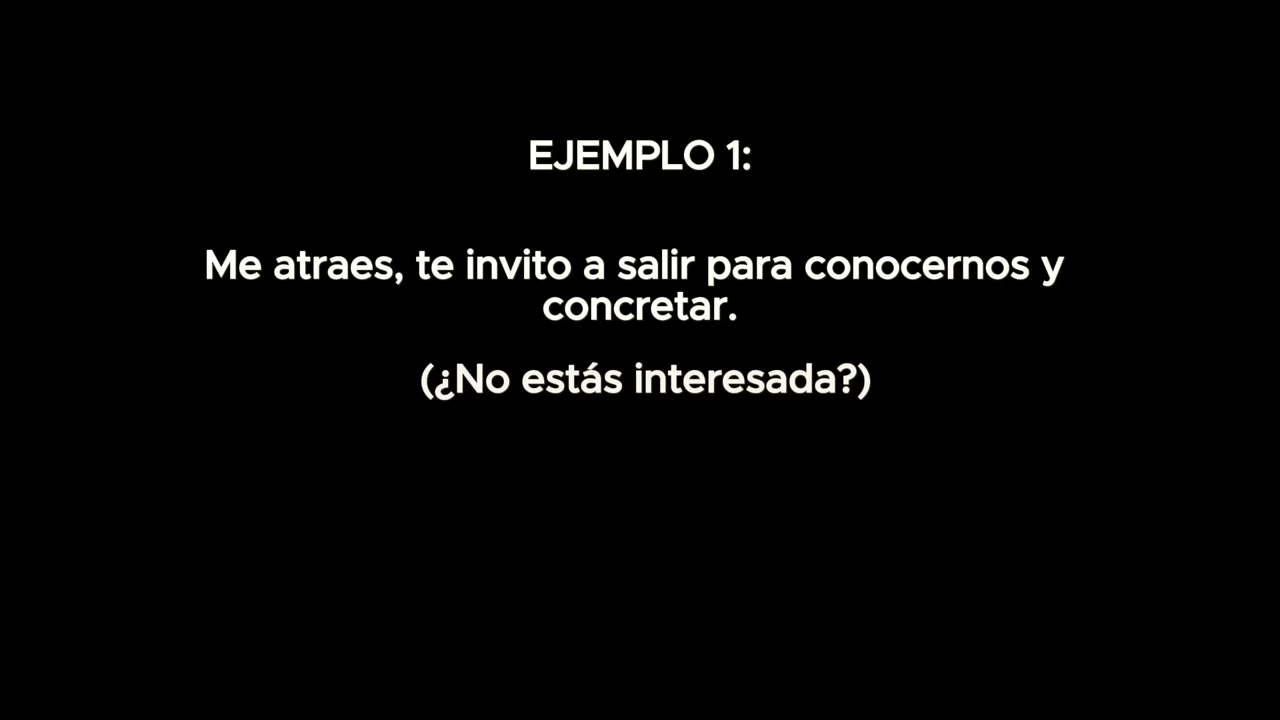 EJEMPLO 1:
Me atraes, te invito a salir para conocernos y
concretar.
(¿No estás interesada?)